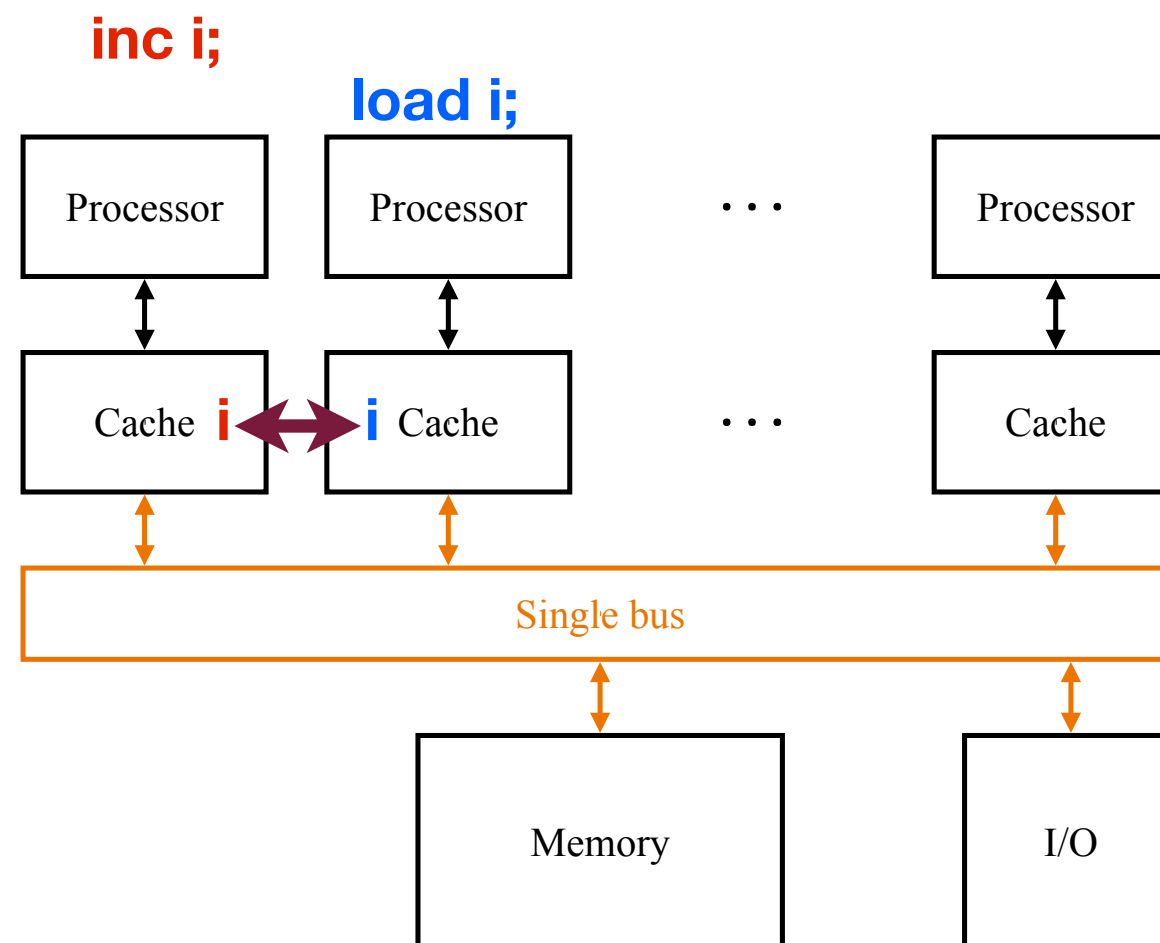 inc i;
load i;
Processor Processor ... Processor
Cache i i Cache ... Cache
Single bus
Memory I/O